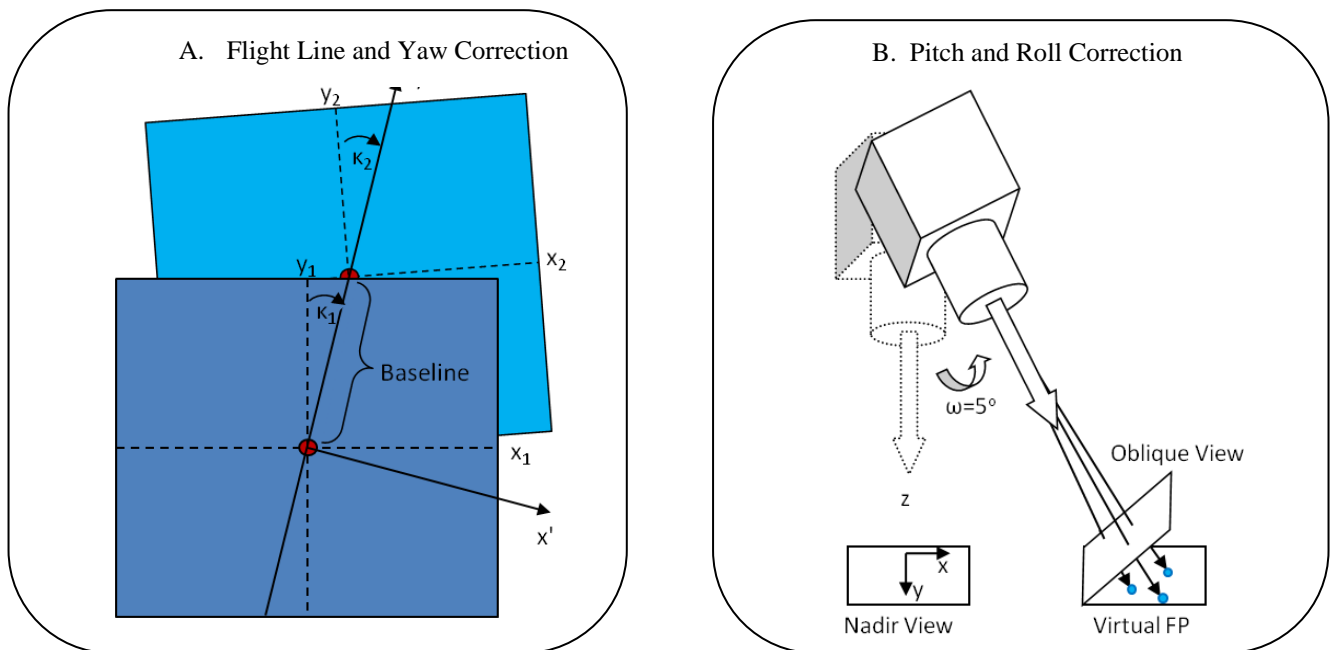 A. Flight Line and Yaw Correction
y₂
κ₂
x₂
y₁
κ₁
Baseline
x₁
x'
B. Pitch and Roll Correction
ω=5°
Oblique View
z
x
y
Nadir View
Virtual FP